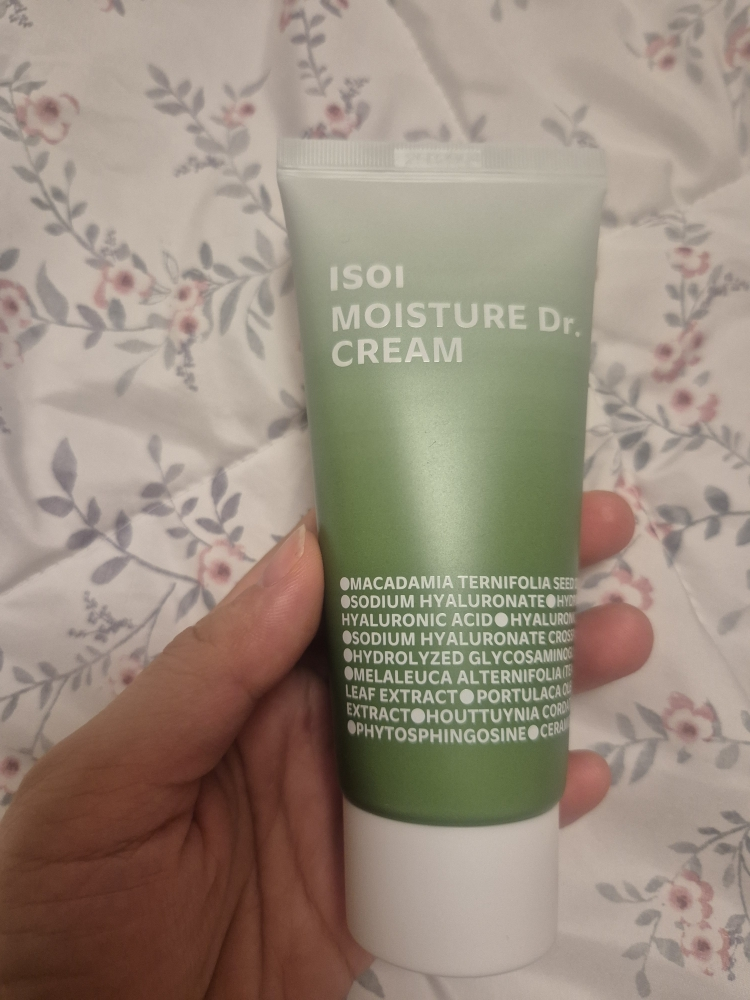 ISOI
MOISTURE Dr.
CREAM
●MACADAMIA TERNIFOLIA SEED
●SODIUM HYALURONATE●
HYALURONIC ACID●
●SODIUM HYALURONATE
●HYDROLYZED
●MELALEUCA ALTERNIFOLIA
LEAF EXTRACT●PORTULACA
EXTRACT●HOUTTUYNIA
●PHYTOSPHINGOSINE●